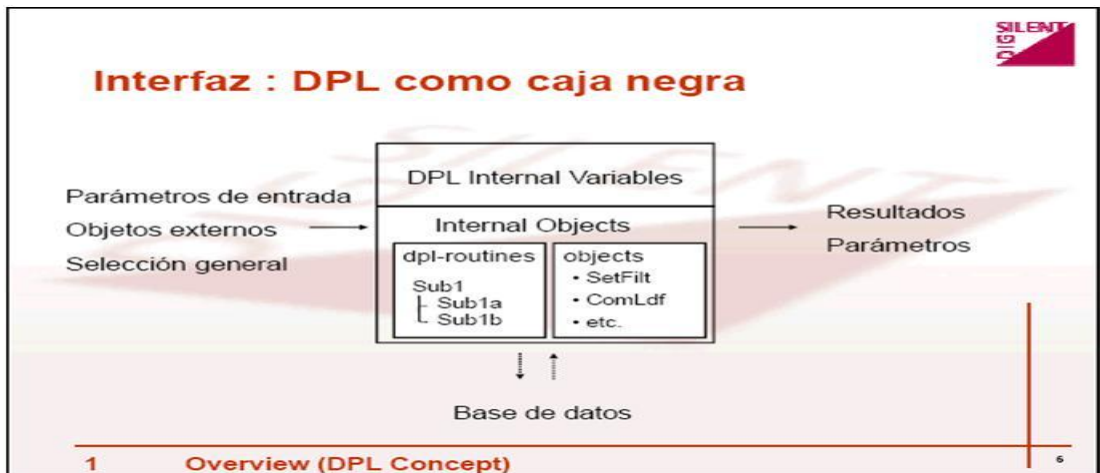 SILENT
DIG
Interfaz : DPL como caja negra
Parámetros de entrada
Objetos externos
Selección general
DPL Internal Variables
Internal Objects
dpl-routines
Sub1
Sub1a
Sub1b
objects
• SetFilt
• ComLdf
• etc.
Resultados
Parámetros
Base de datos
1 Overview (DPL Concept)
6